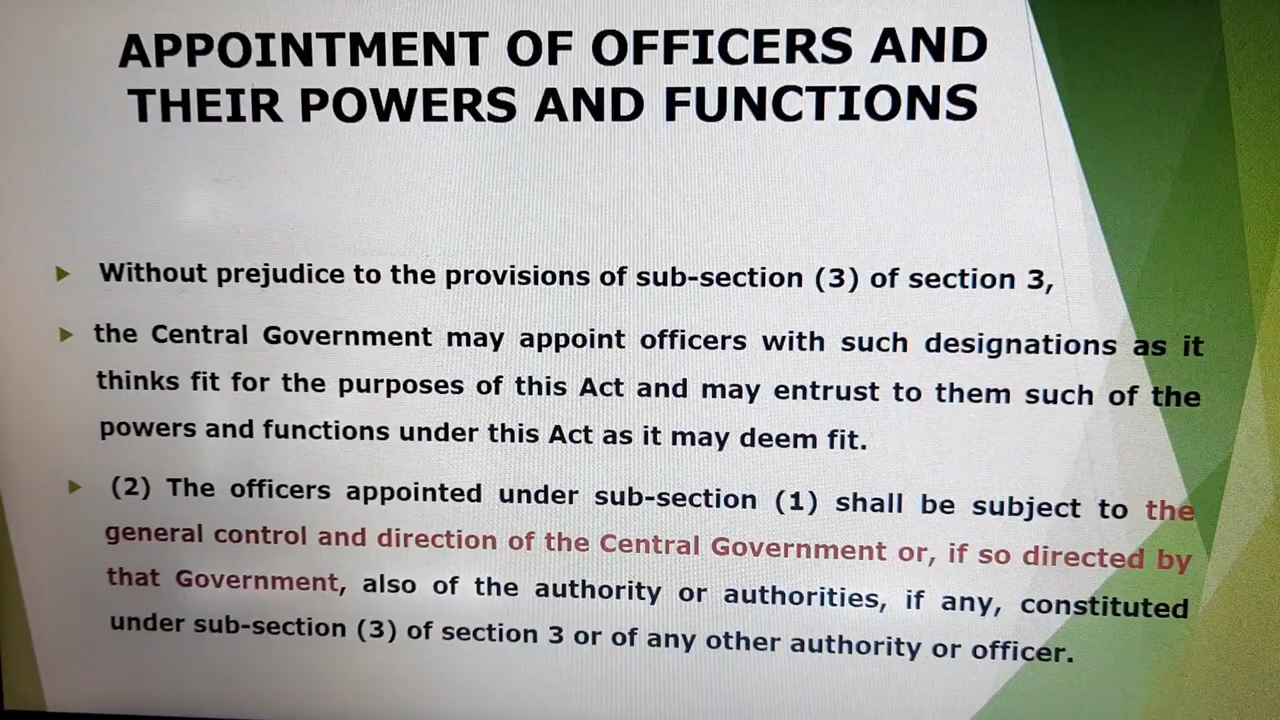 APPOINTMENT OF OFFICERS AND
THEIR POWERS AND FUNCTIONS
Without prejudice to the provisions of sub-section (3) of section 3,
the Central Government may appoint officers with such designations as it
thinks fit for the purposes of this Act and may entrust to them such of the
powers and functions under this Act as it may deem fit.
(2) The officers appointed under sub-section (1) shall be subject to the
general control and direction of the Central Government or, if so directed by
that Government, also of the authority or authorities, if any, constituted
under sub-section (3) of section 3 or of any other authority or officer.